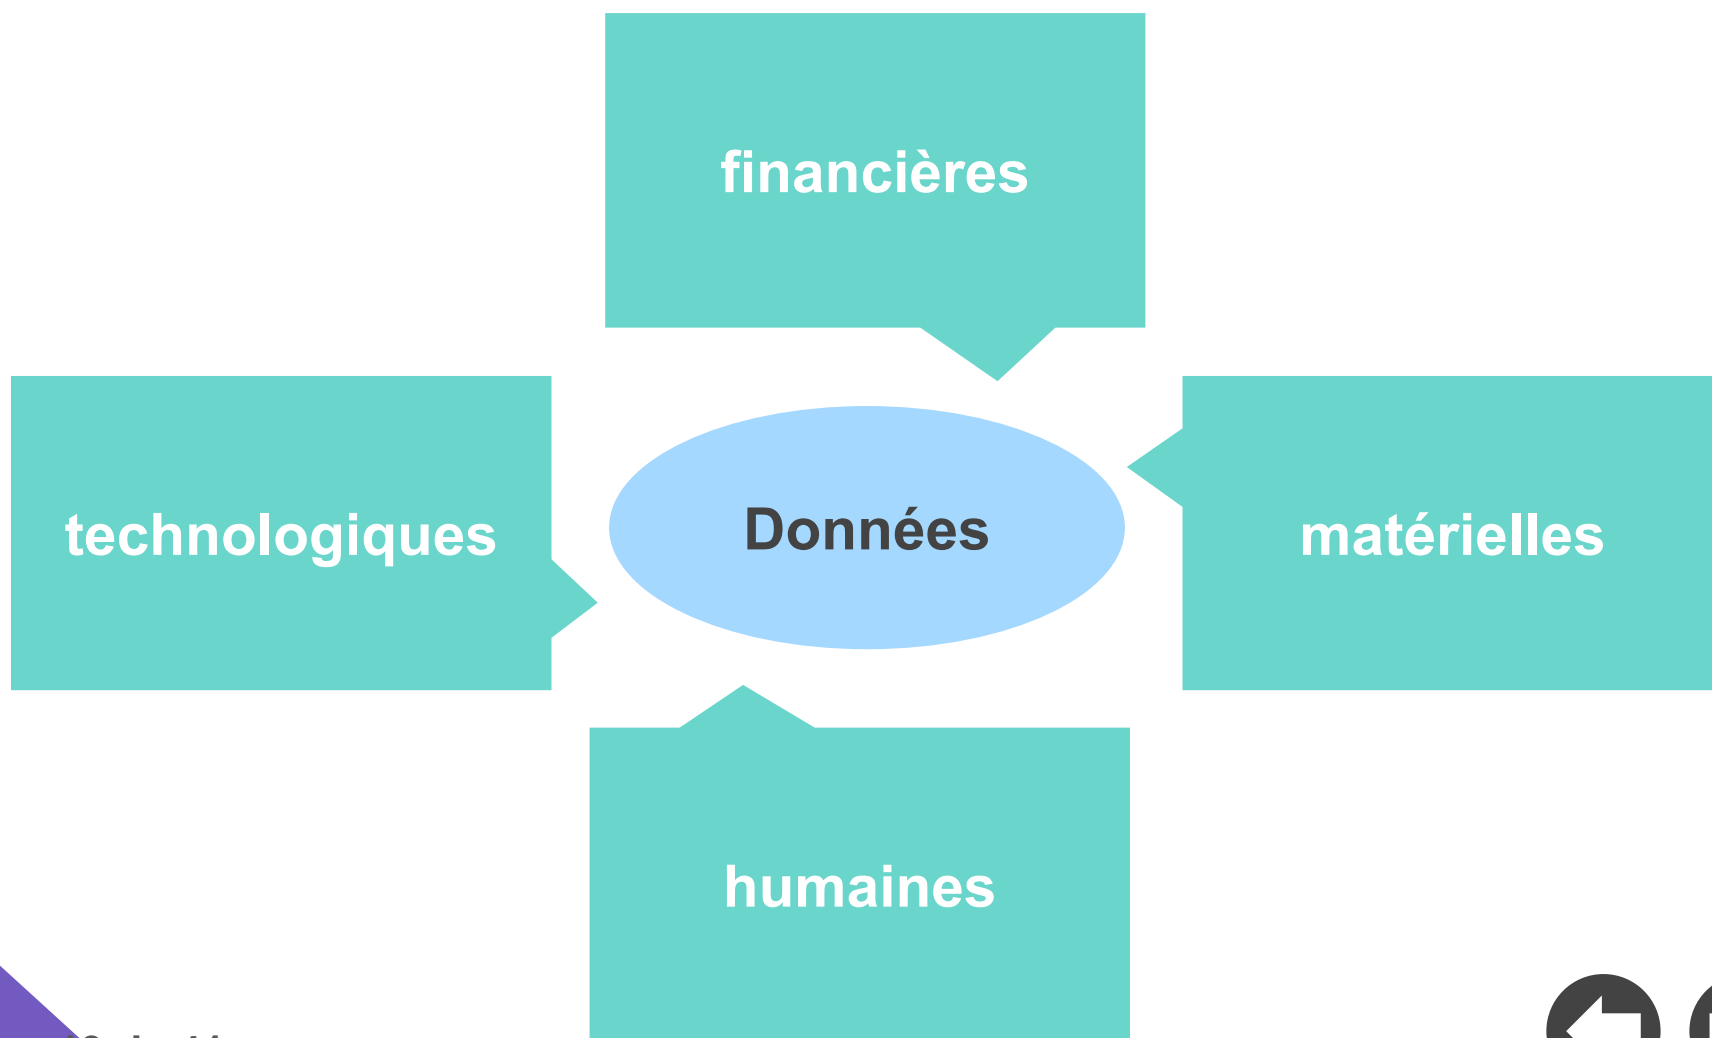 financières
technologiques
Données
matérielles
humaines